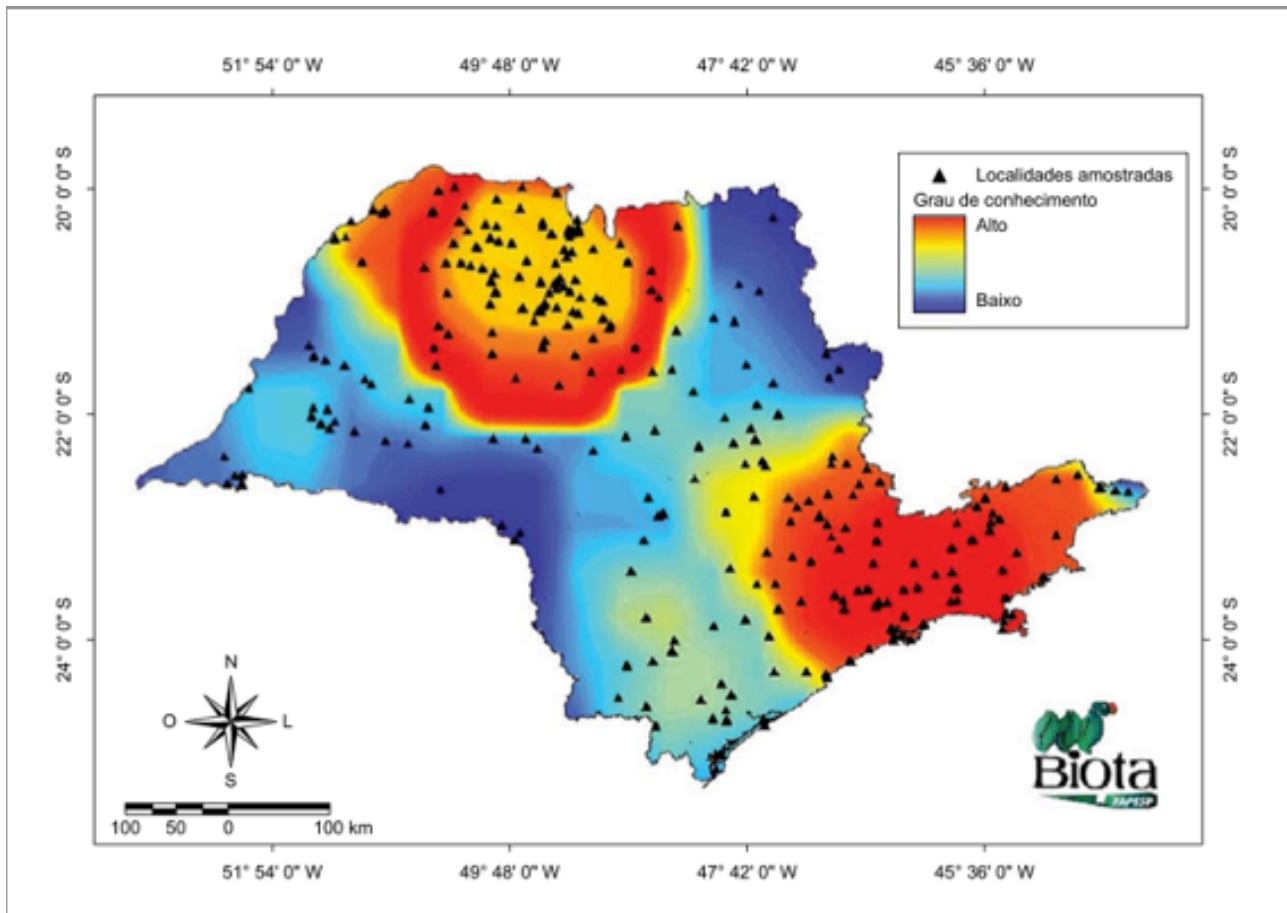 51° 54' 0" W
49° 48' 0" W
47° 42' 0" W
45° 36' 0" W
20° 0' 0" S
20° 0' 0" S
Localidades amostradas
Grau de conhecimento
Alto
Baixo
22° 0' 0" S
22° 0' 0" S
24° 0' 0" S
24° 0' 0" S
N
O
L
S
100 50 0 100 km
Biota
FAPESP
51° 54' 0" W
49° 48' 0" W
47° 42' 0" W
45° 36' 0" W